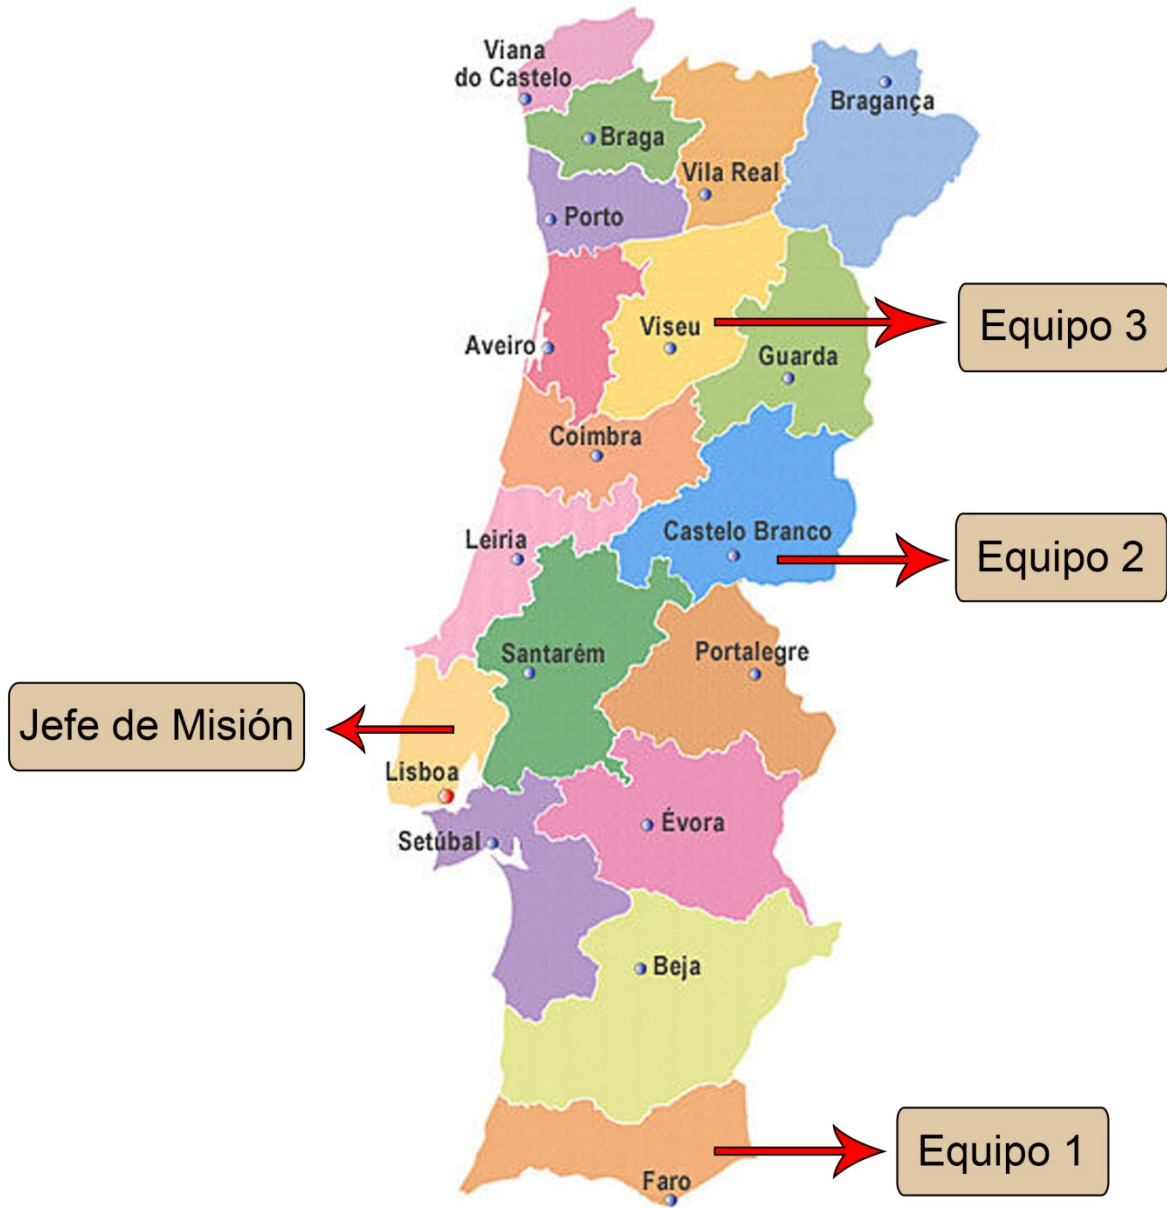 Viana
do Castelo
Bragança
Braga
Vila Real
Porto
Equipo 3
Viseu
Aveiro
Guarda
Coimbra
Castelo Branco
Leiria
Equipo 2
Santarém
Portalegre
Jefe de Misión
Lisboa
Évora
Setúbal
Beja
Equipo 1
Faro